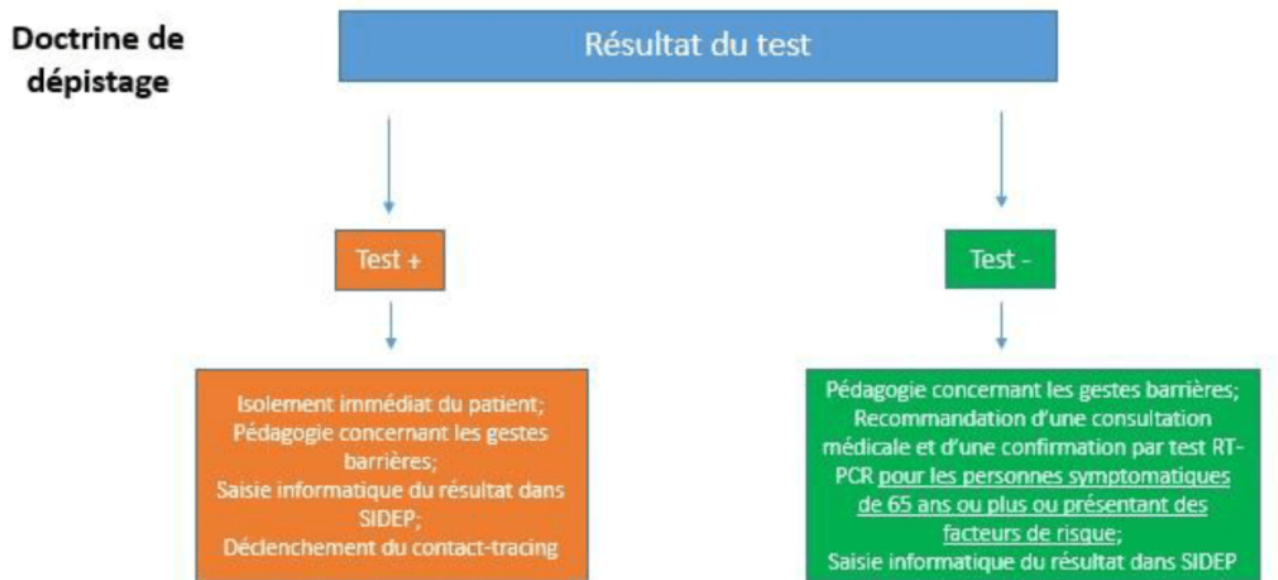 Doctrine de
dépistage
Résultat du test
Test +
Test -
Isolement immédiat du patient;
Pédagogie concernant les gestes
barrières;
Saisie informatique du résultat dans
SIDEP;
Déclenchement du contact-tracing
Pédagogie concernant les gestes barrières;
Recommandation d'une consultation
médicale et d'une confirmation par test RT-
PCR pour les personnes symptomatiques
de 65 ans ou plus ou présentant des
facteurs de risque;
Saisie informatique du résultat dans SIDEP